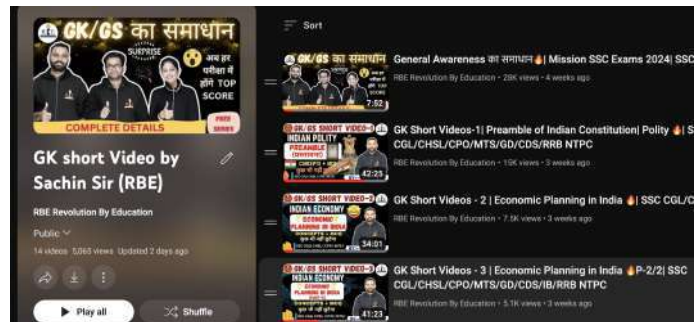 GK/GS का समाधान
SURPRISE
अब हर
परीक्षा में
होंगे TOP
SCORE
COMPLETE DETAILS
FREE
SERIES
GK short Video by
Sachin Sir (RBE)
RBE Revolution By Education
Public
14 videos 5,065 views Updated 2 days ago
Play all
Shuffle
Sort
GK/GS का समाधान
7:52
General Awareness का समाधान🔥| Mission SSC Exams 2024| SSC
RBE Revolution By Education • 28K views • 4 weeks ago
GK/GS SHORT VIDEO-1
INDIAN POLITY
PREAMBLE
42:25
GK Short Videos-1| Preamble of Indian Constitution| Polity 🔥| S
CGL/CHSL/CPO/MTS/GD/CDS/RRB NTPC
RBE Revolution By Education • 15K views • 3 weeks ago
GK/GS SHORT VIDEO-2
INDIAN ECONOMY
ECONOMIC
PLANNING IN INDIA
34:01
GK Short Videos - 2 | Economic Planning in India 🔥| SSC CGL/C
RBE Revolution By Education • 7.5K views • 3 weeks ago
GK/GS SHORT VIDEO-3
INDIAN ECONOMY
ECONOMIC
PLANNING IN INDIA
41:23
GK Short Videos - 3 | Economic Planning in India 🔥P-2/2| SSC
CGL/CHSL/CPO/MTS/GD/CDS/IB/RRB NTPC
RBE Revolution By Education • 5.1K views • 3 weeks ago